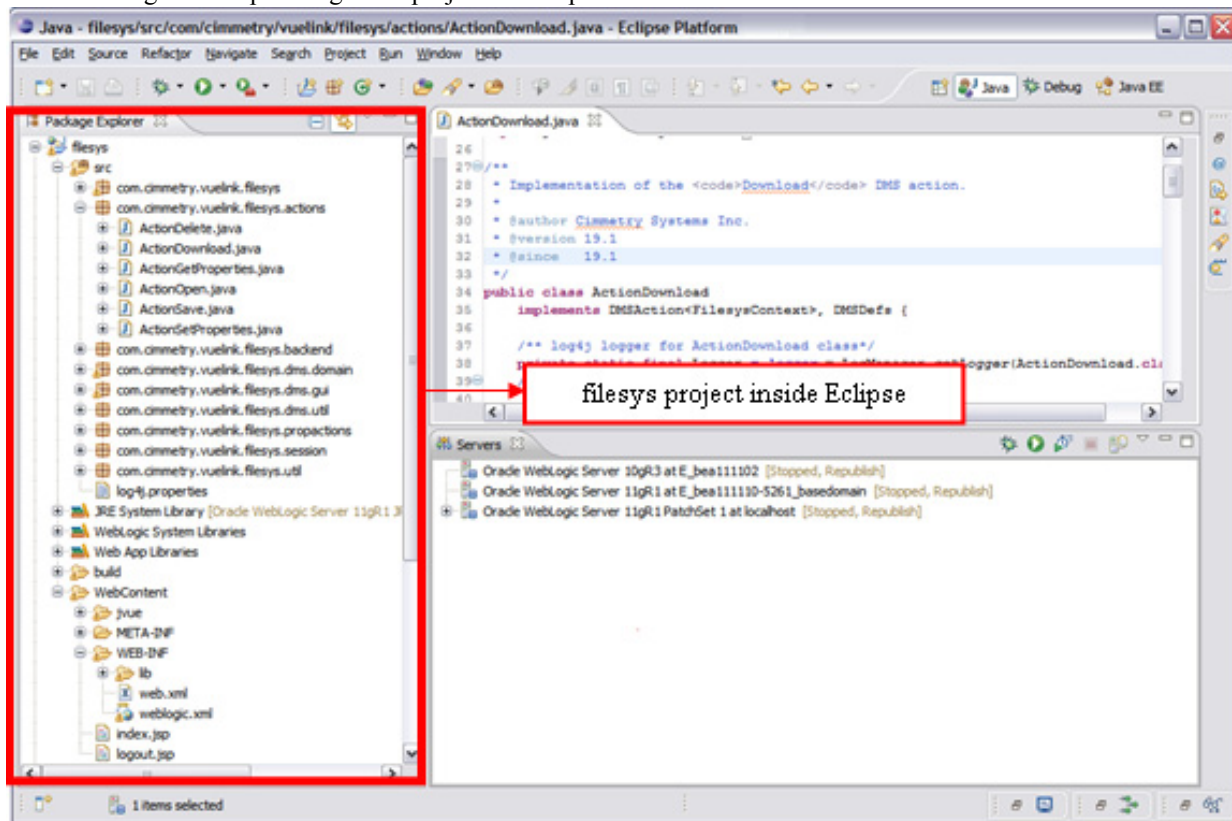 Java - filesys/src/com/cimmetry/vuelink/filesys/actions/ActionDownload.java - Eclipse Platform
File Edit Source Refactor Navigate Search Project Run Window Help
Java Debug Java EE
Package Explorer
filesys
src
com.cimmetry.vuelink.filesys
com.cimmetry.vuelink.filesys.actions
ActionDelete.java
ActionDownload.java
ActionGetProperties.java
ActionOpen.java
ActionSave.java
ActionSetProperties.java
com.cimmetry.vuelink.filesys.backend
com.cimmetry.vuelink.filesys.dms.domain
com.cimmetry.vuelink.filesys.dms.gui
com.cimmetry.vuelink.filesys.dms.util
com.cimmetry.vuelink.filesys.propactions
com.cimmetry.vuelink.filesys.session
com.cimmetry.vuelink.filesys.util
log4j.properties
JRE System Library [Oracle WebLogic Server 11gR1 J
WebLogic System Libraries
Web App Libraries
build
WebContent
jvue
META-INF
WEB-INF
lib
web.xml
weblogic.xml
index.jsp
logout.jsp
ActionDownload.java
26
27 /**
28 * Implementation of the <code>Download</code> DMS action.
29 *
30 * @author Cimmetry Systems Inc.
31 * @version 19.1
32 * @since 19.1
33 */
34 public class ActionDownload
35 implements DMSAction<FilesysContext>, DMSDefs {
36
37 /** log4j logger for ActionDownload class*/
38
39
40
filesys project inside Eclipse
Servers
Oracle WebLogic Server 10gR3 at E_bea111102 [Stopped, Republish]
Oracle WebLogic Server 11gR1 at E_bea111110-5261_basedomain [Stopped, Republish]
Oracle WebLogic Server 11gR1 PatchSet 1 at localhost [Stopped, Republish]
1 items selected